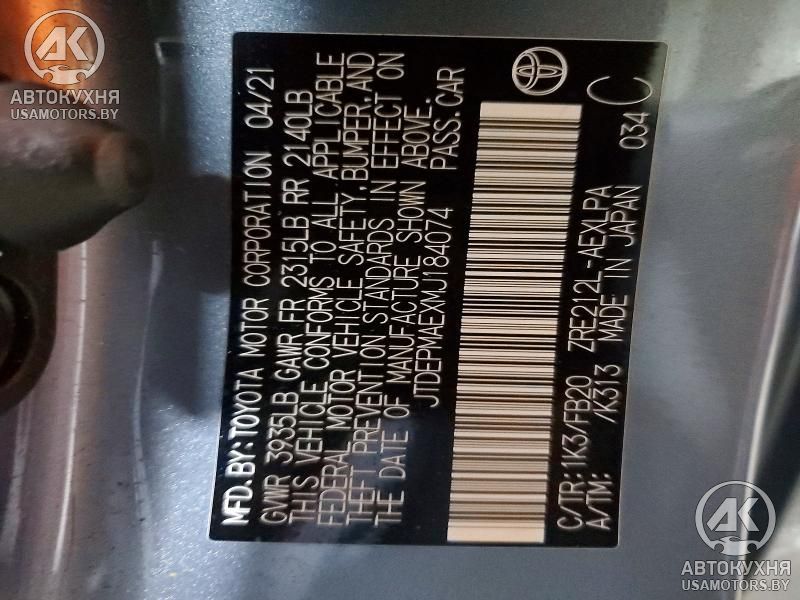 АК
АВТОКУХНЯ
USAMOTORS.BY
MFD. BY: TOYOTA MOTOR CORPORATION 04/21
GVWR 3935LB GAWR FR 2315LB RR 2140LB
THIS VEHICLE CONFORMS TO ALL APPLICABLE
FEDERAL MOTOR VEHICLE SAFETY, BUMPER, AND
THEFT PREVENTION STANDARDS IN EFFECT ON
THE DATE OF MANUFACTURE SHOWN ABOVE.
JTDEPMAEXMJ184074 PASS. CAR
C/TR: 1K3/FB20 ZRE212L-AEXLPA 034 C
A/TM: /K313 MADE IN JAPAN
АК
АВТОКУХНЯ
USAMOTORS.BY